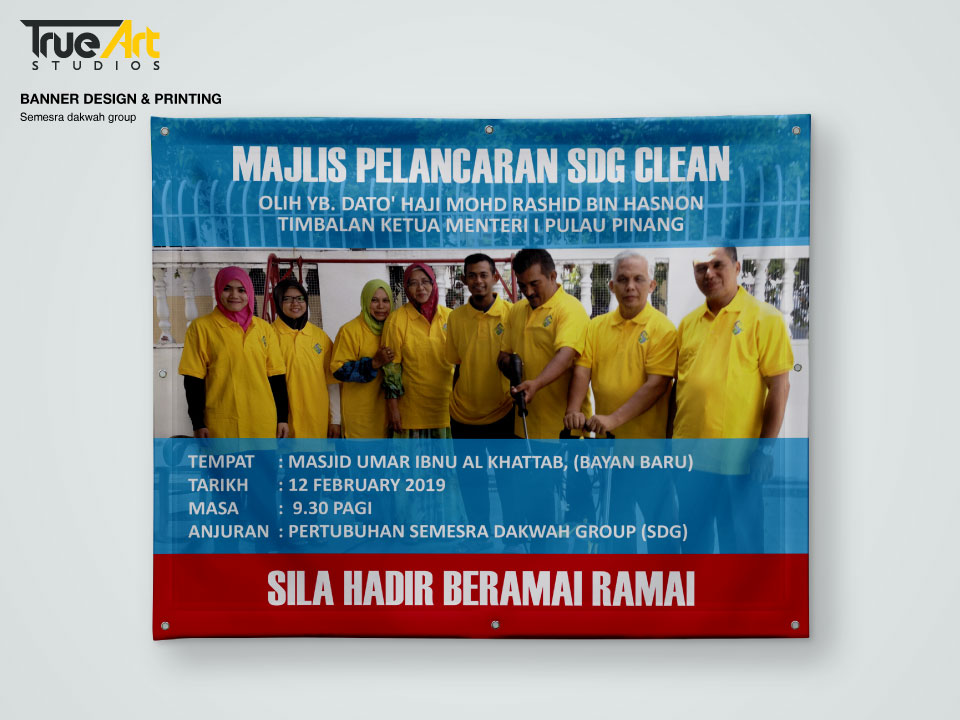 TrueArt
STUDIOS
BANNER DESIGN & PRINTING
Semesra dakwah group
MAJLIS PELANCARAN SDG CLEAN
OLIH YB. DATO' HAJI MOHD RASHID BIN HASNON
TIMBALAN KETUA MENTERI I PULAU PINANG
TEMPAT : MASJID UMAR IBNU AL KHATTAB, (BAYAN BARU)
TARIKH : 12 FEBRUARY 2019
MASA : 9.30 PAGI
ANJURAN : PERTUBUHAN SEMESRA DAKWAH GROUP (SDG)
SILA HADIR BERAMAI RAMAI